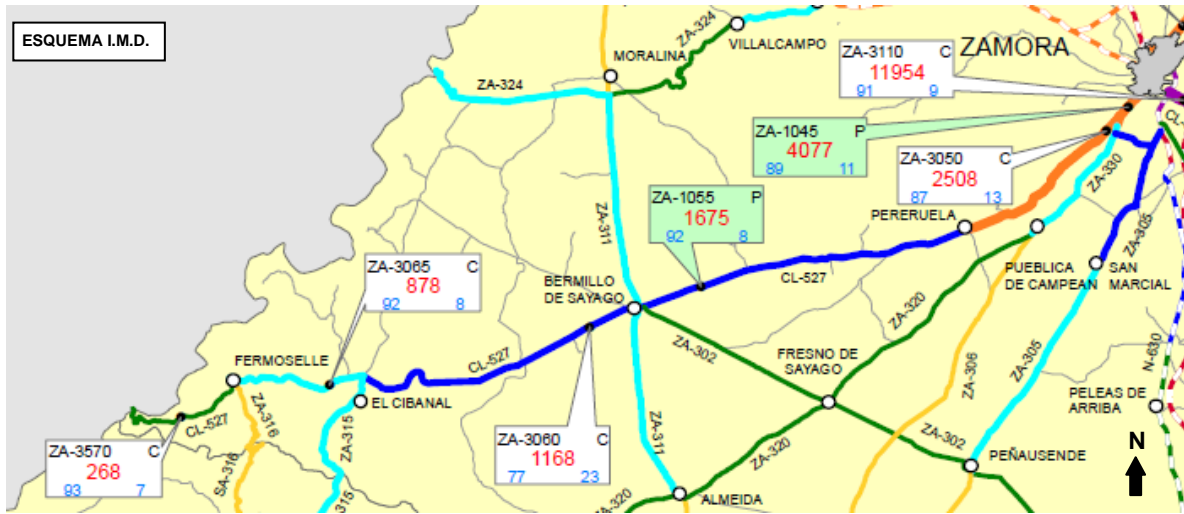 ESQUEMA I.M.D.
ZA-324
VILLALCAMPO
MORALINA
ZA-324
ZAMORA
ZA-3110 C
11954
91 9
CL-
ZA-1045 P
4077
89 11
ZA-3050 C
2508
87 13
ZA-330
ZA-305
ZA-311
ZA-1055 P
1675
92 8
PERERUELA
CL-527
PUEBLICA
DE CAMPEAN
SAN
MARCIAL
ZA-3065 C
878
92 8
BERMILLO
DE SAYAGO
ZA-320
ZA-302
FRESNO DE
SAYAGO
ZA-306
ZA-305
N-630
FERMOSELLE
CL-527
EL CIBANAL
PELEAS DE
ARRIBA
CL-527
ZA-316
ZA-315
ZA-3060 C
1168
77 23
ZA-311
ZA-320
ZA-302
PEÑAUSENDE
N
ZA-3570 C
268
93 7
SA-316
315
ZA-320
ALMEIDA